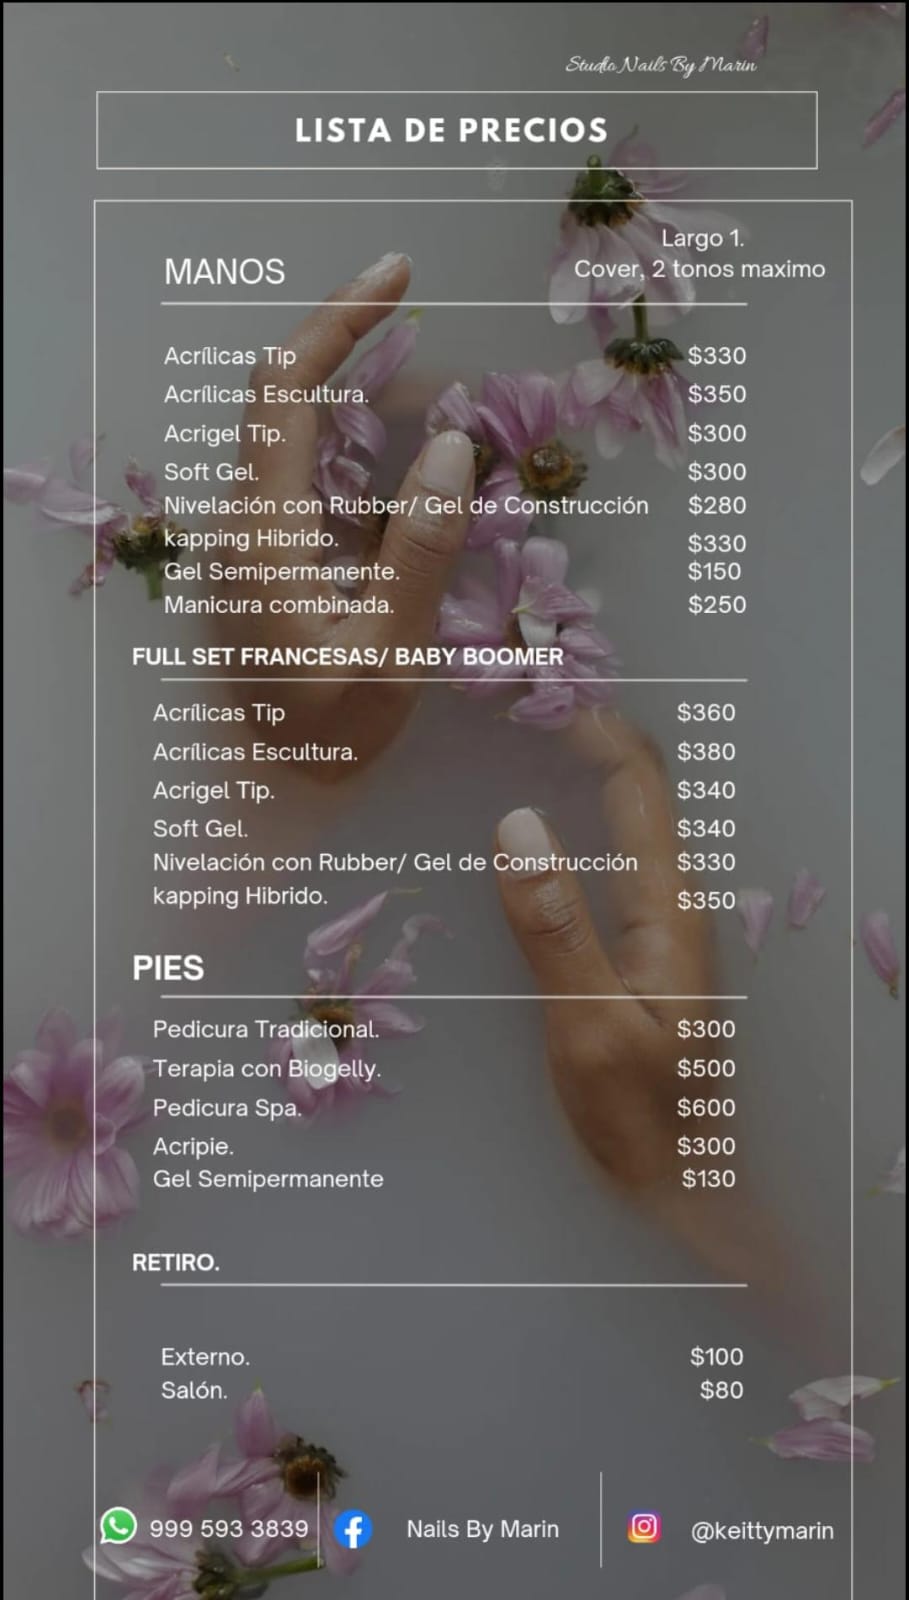 Studio Nails By Marin
LISTA DE PRECIOS
Largo 1.
MANOS Cover, 2 tonos maximo
Acrílicas Tip $330
Acrílicas Escultura. $350
Acrigel Tip. $300
Soft Gel. $300
Nivelación con Rubber/ Gel de Construcción $280
kapping Hibrido. $330
Gel Semipermanente. $150
Manicura combinada. $250
FULL SET FRANCESAS/ BABY BOOMER
Acrílicas Tip $360
Acrílicas Escultura. $380
Acrigel Tip. $340
Soft Gel. $340
Nivelación con Rubber/ Gel de Construcción $330
kapping Hibrido. $350
PIES
Pedicura Tradicional. $300
Terapia con Biogelly. $500
Pedicura Spa. $600
Acripie. $300
Gel Semipermanente $130
RETIRO.
Externo. $100
Salón. $80
999 593 3839 Nails By Marin @keittymarin